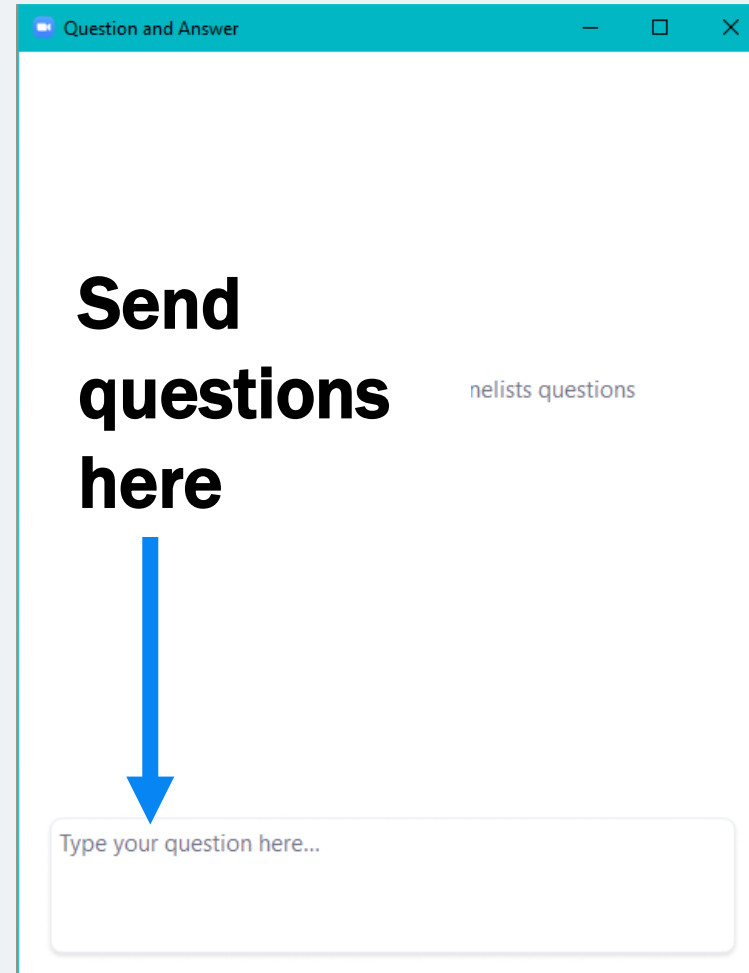 Question and Answer
Send
questions
here
nelists questions
Type your question here...